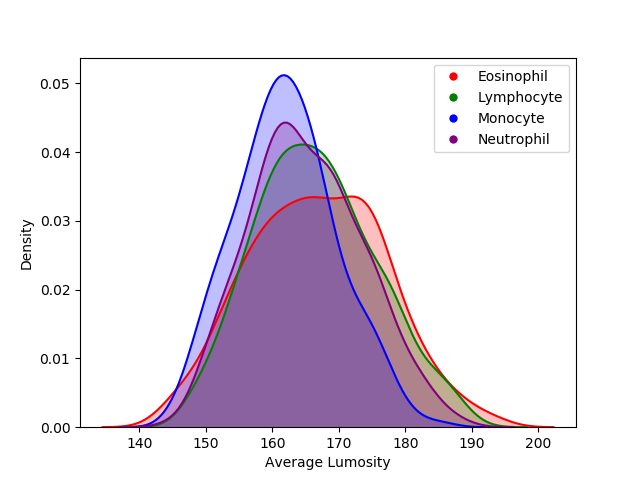 Eosinophil
Lymphocyte
Monocyte
Neutrophil
0.05
0.04
0.03
0.02
0.01
0.00
Density
140 150 160 170 180 190 200
Average Lumosity